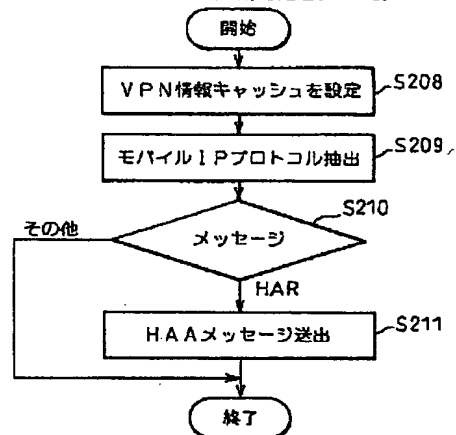 開始
VPN情報キャッシュを設定
S208
モバイルIPプロトコル抽出
S209
S210
その他
メッセージ
HAR
HAAメッセージ送出
S211
終了